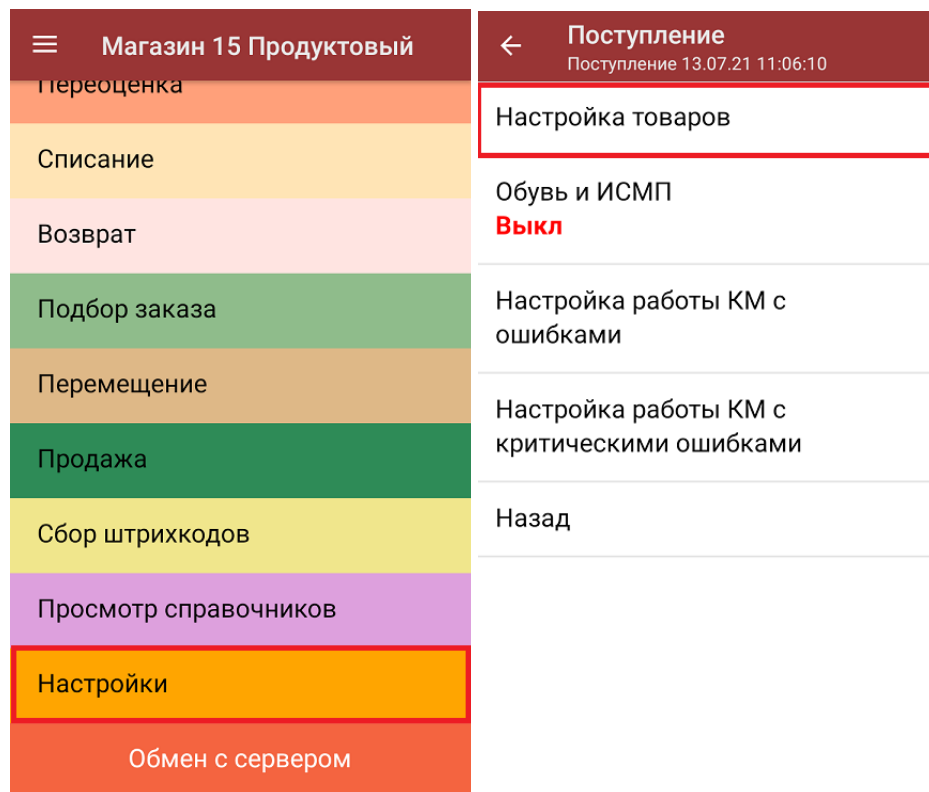 Магазин 15 Продуктовый
Переоценка
Списание
Возврат
Подбор заказа
Перемещение
Продажа
Сбор штрихкодов
Просмотр справочников
Настройки
Обмен с сервером
Поступление
Поступление 13.07.21 11:06:10
Настройка товаров
Обувь и ИСМП
Выкл
Настройка работы КМ с
ошибками
Настройка работы КМ с
критическими ошибками
Назад